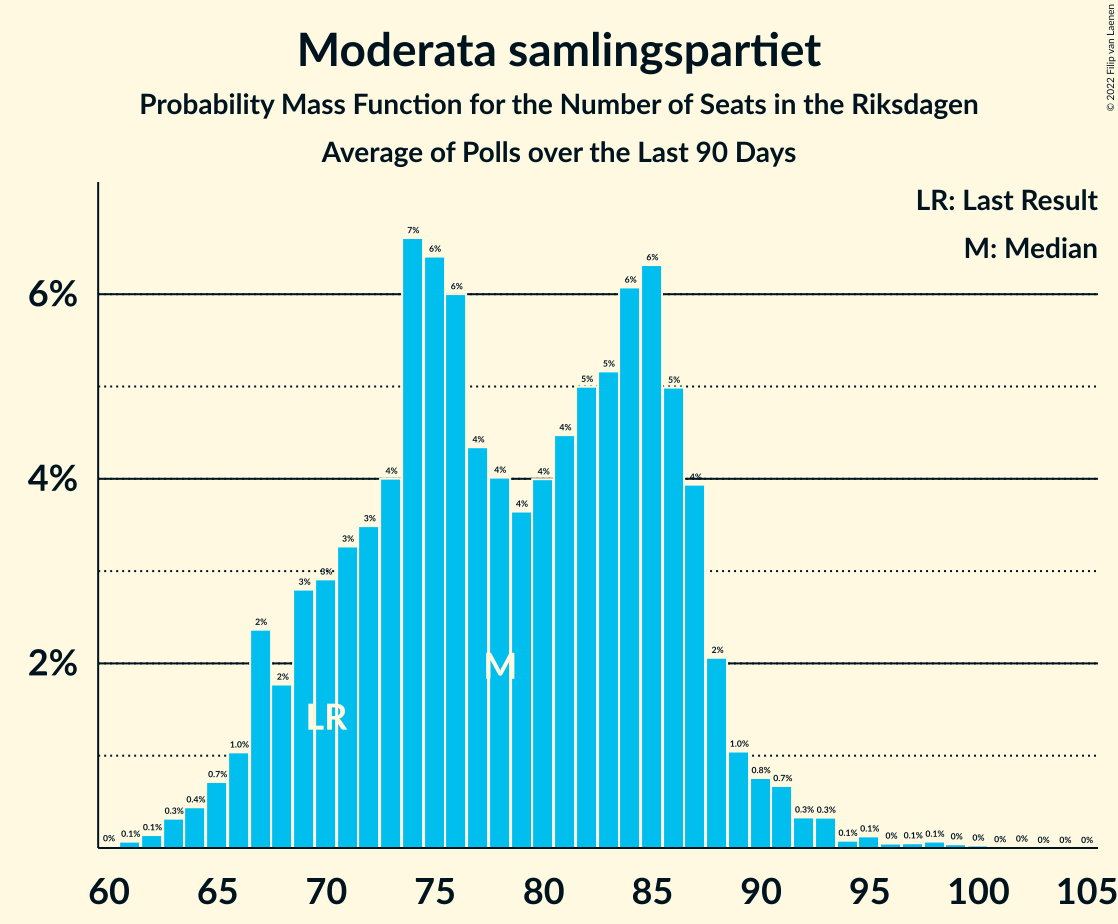 Moderata samlingspartiet
Probability Mass Function for the Number of Seats in the Riksdagen
Average of Polls over the Last 90 Days
© 2022 Filip van Laenen
LR: Last Result
M: Median
6%
4%
2%
0% 0.1% 0.1% 0.3% 0.4% 0.7% 1.0% 2% 2% 3% 3% 3% 3% 4% 7% 6% 6% 4% 4% 4% 4% 4% 5% 5% 6% 6% 5% 4% 2% 1.0% 0.8% 0.7% 0.3% 0.3% 0.1% 0.1% 0% 0.1% 0.1% 0% 0% 0% 0% 0% 0% 0%
LR
M
60 65 70 75 80 85 90 95 100 105